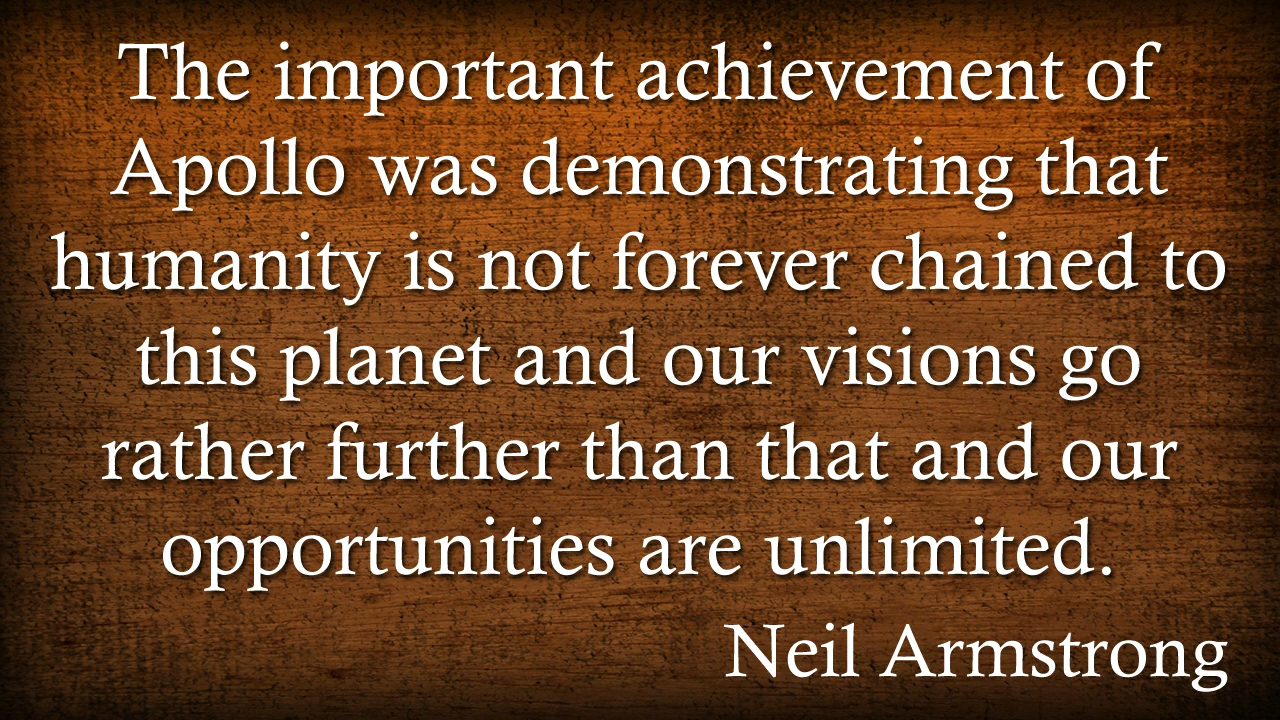 The important achievement of
Apollo was demonstrating that
humanity is not forever chained to
this planet and our visions go
rather further than that and our
opportunities are unlimited.
Neil Armstrong